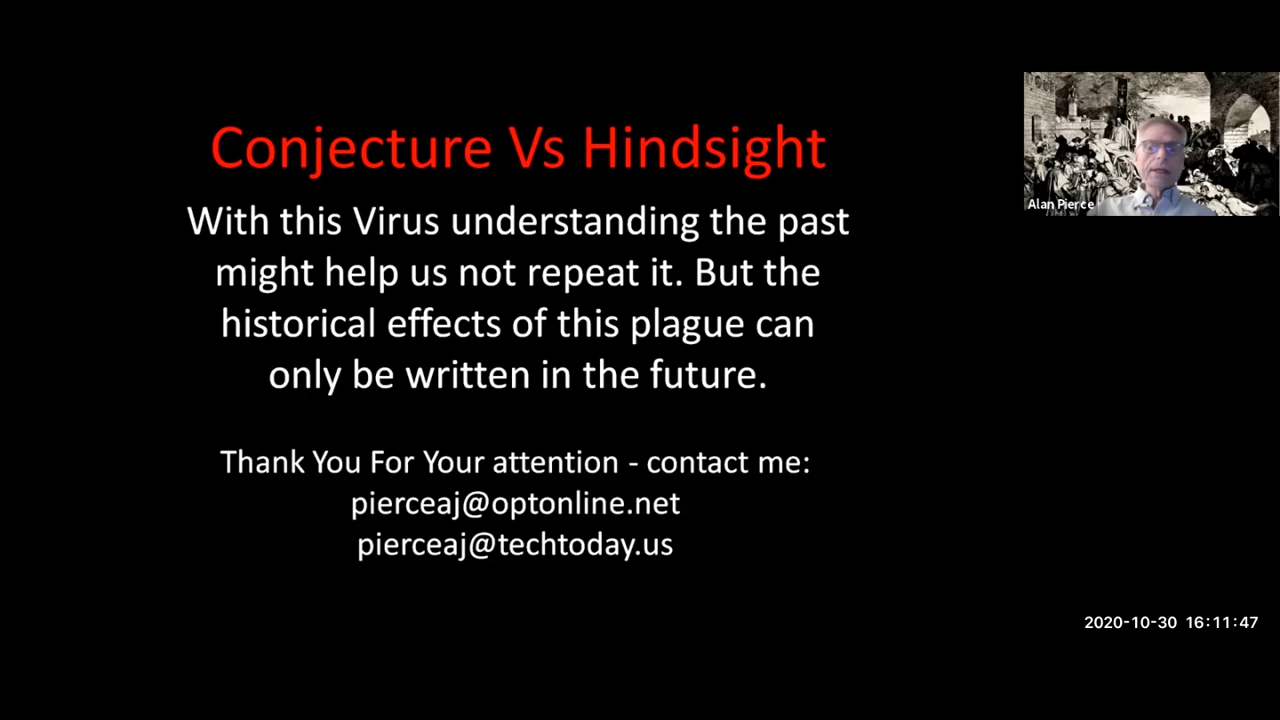 Conjecture Vs Hindsight
With this Virus understanding the past
might help us not repeat it. But the
historical effects of this plague can
only be written in the future.
Thank You For Your attention - contact me:
pierceaj@optonline.net
pierceaj@techtoday.us
Alan Pierce
2020-10-30 16:11:47